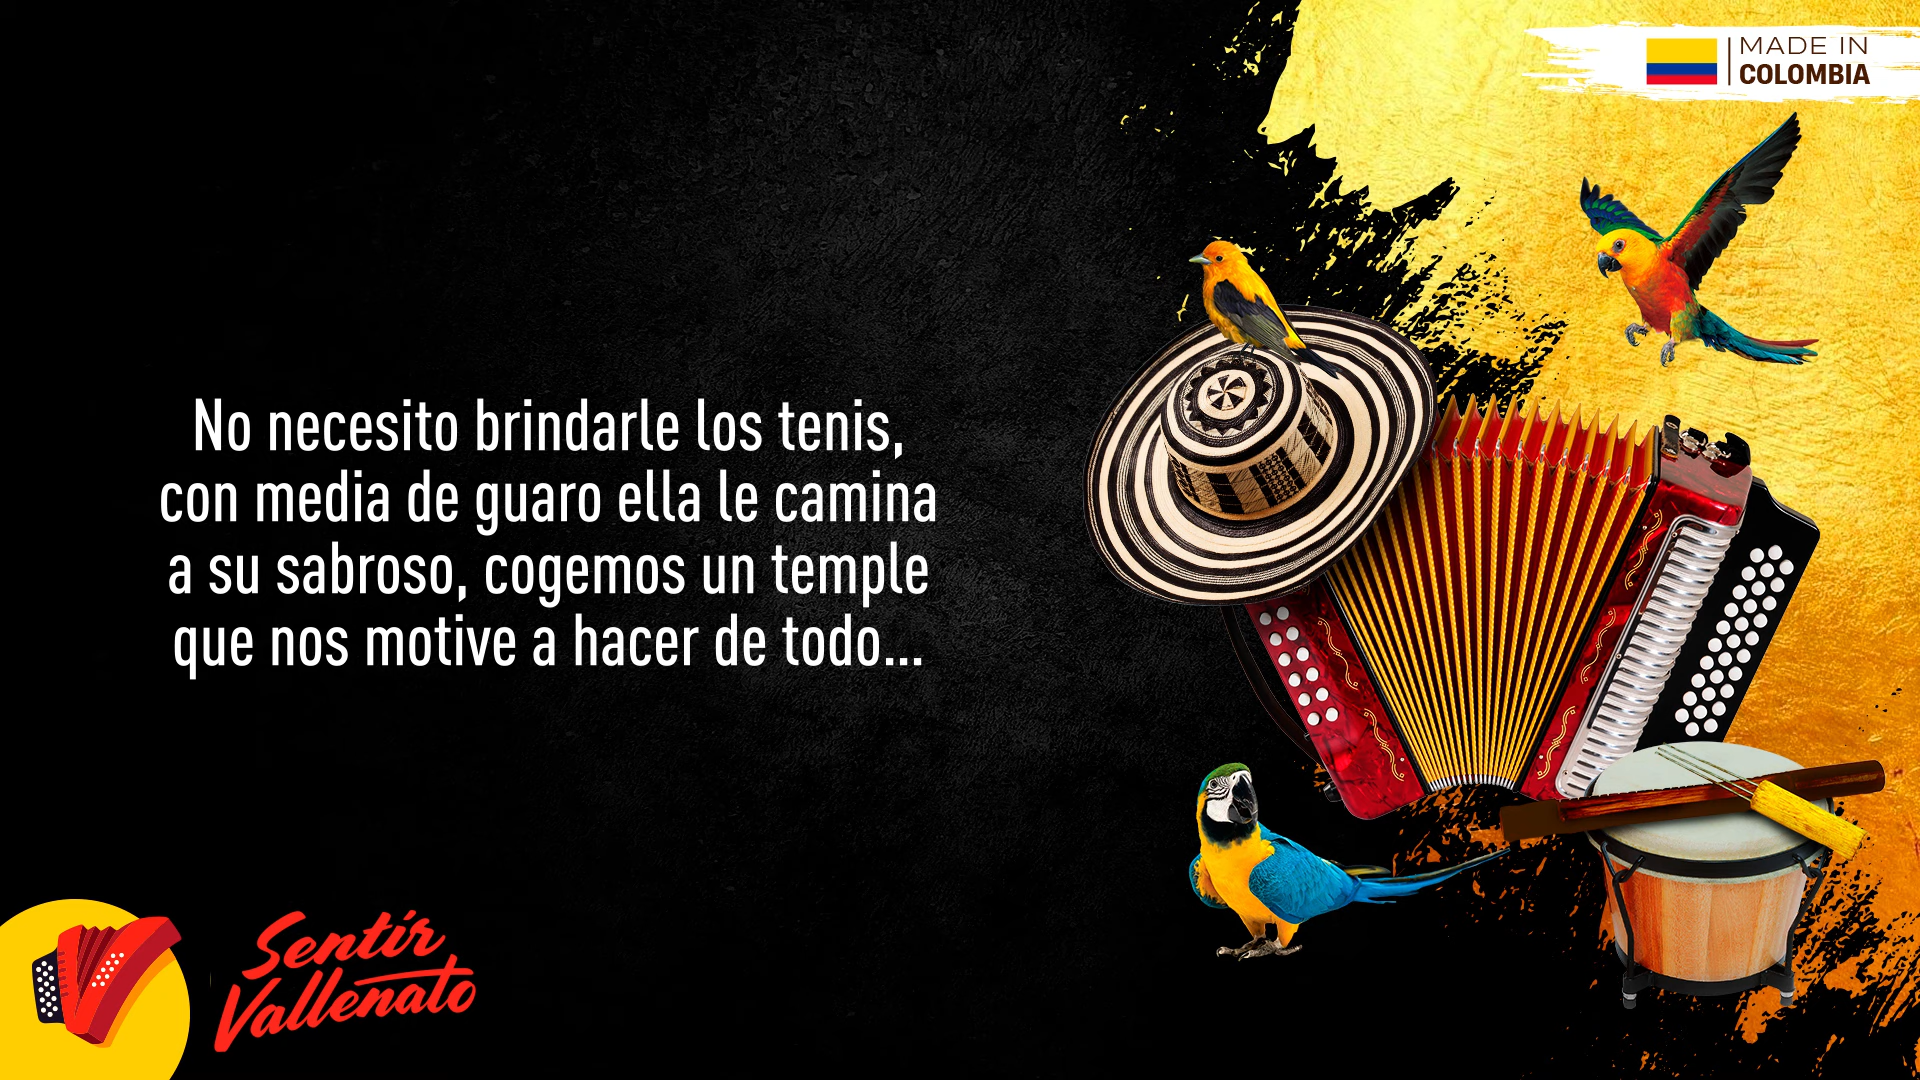 MADE IN
COLOMBIA
No necesito brindarle los tenis,
con media de guaro ella le camina
a su sabroso, cogemos un temple
que nos motive a hacer de todo...
Sentir
Vallenato